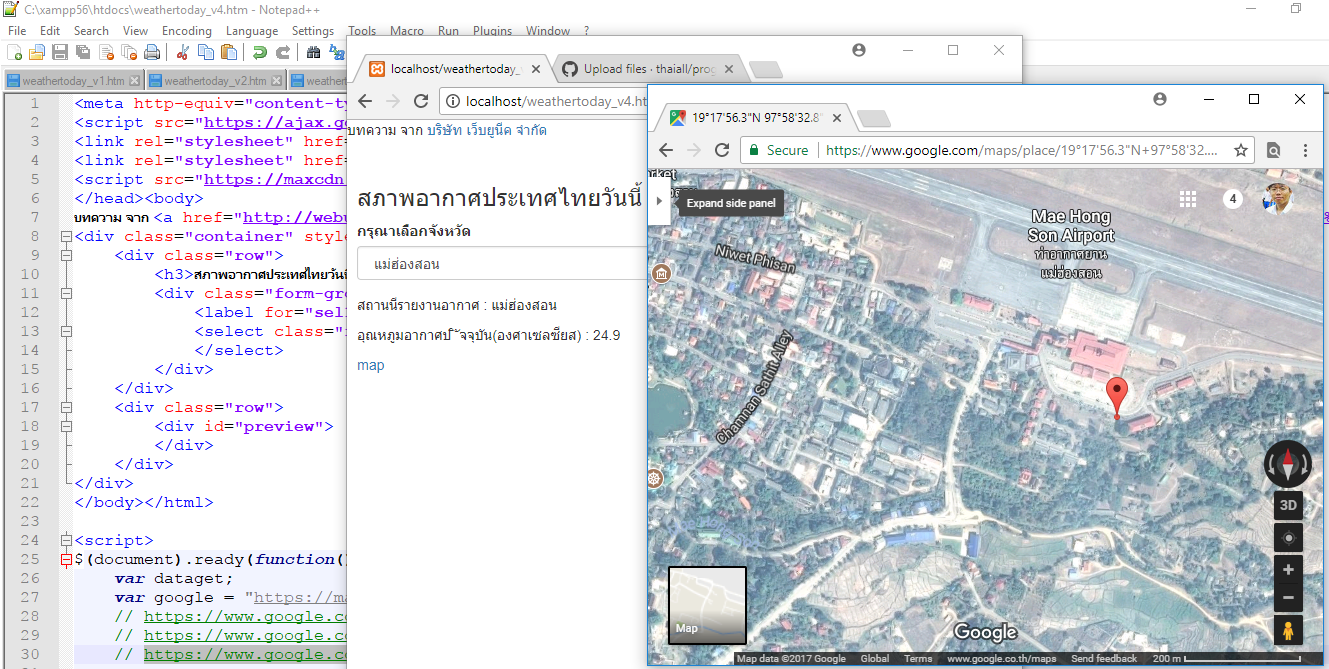 C:\xampp56\htdocs\weathertoday_v4.htm - Notepad++
File Edit Search View Encoding Language Settings Tools Macro Run Plugins Window ?
weathertoday_v1.htm weathertoday_v2.htm weathert
1 <meta http-equiv="content-ty
2 <script src="https://ajax.go
3 <link rel="stylesheet" href=
4 <link rel="stylesheet" href=
5 <script src="https://maxcdn
6 </head><body>
7 บทความ จาก <a href="http://webu
8 <div class="container" style
9 <div class="row">
10 <h3>สภาพอากาศประเทศไทยวันนี้
11 <div class="form-gro
12 <label for="sel
13 <select class="
14 </select>
15 </div>
16 </div>
17 <div class="row">
18 <div id="preview">
19 </div>
20 </div>
21 </div>
22 </body></html>
23
24 <script>
25 $(document).ready(function(
26 var dataget;
27 var google = "https://ma
28 // https://www.google.co
29 // https://www.google.co
30 // https://www.google.co
localhost/weathertoday_ Upload files · thaiall/prog
localhost/weathertoday_v4.ht
บทความ จาก บริษัท เว็บยูนีค จำกัด
สภาพอากาศประเทศไทยวันนี้
กรุณาเลือกจังหวัด
แม่ฮ่องสอน
สถานนีรายงานอากาศ : แม่ฮ่องสอน
อุณหภูมอากาศปัจจุบัน(องศาเซลซียส) : 24.9
map
19°17'56.3"N 97°58'32.8"
Secure https://www.google.com/maps/place/19°17'56.3"N+97°58'32....
Expand side panel
4
Mae Hong
Son Airport
ท่าอากาศยาน
แม่ฮ่องสอน
Niwet Phisan
Chamnan Sathit Alley
3D
+
−
Map
Google
Map data ©2017 Google Global Terms www.google.co.th/maps Send feedback 200 m